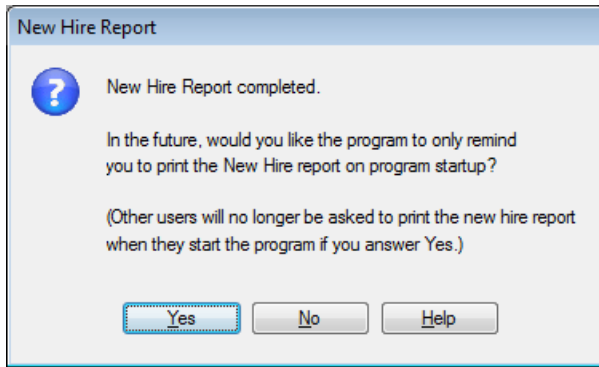 New Hire Report
New Hire Report completed.
In the future, would you like the program to only remind
you to print the New Hire report on program startup?
(Other users will no longer be asked to print the new hire report
when they start the program if you answer Yes.)
Yes No Help